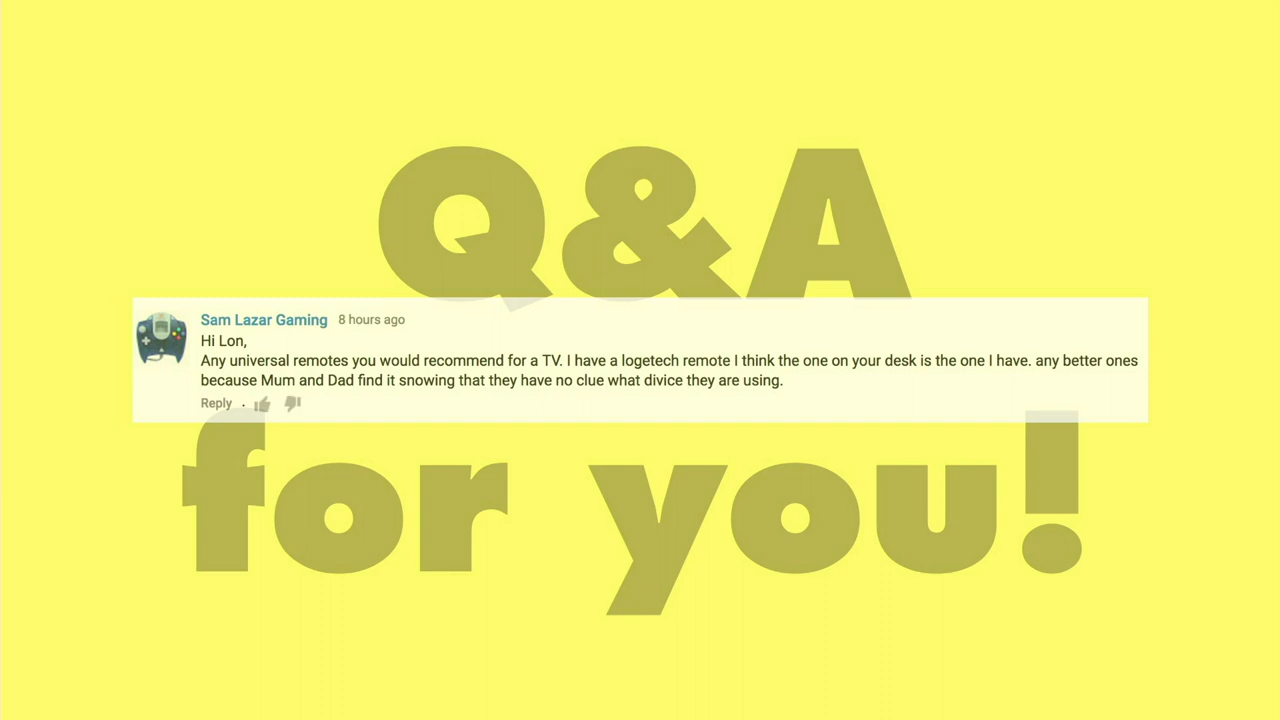 Q&A
Sam Lazar Gaming 8 hours ago
Hi Lon,
Any universal remotes you would recommend for a TV. I have a logetech remote I think the one on your desk is the one I have. any better ones
because Mum and Dad find it snowing that they have no clue what divice they are using.
Reply
for you!